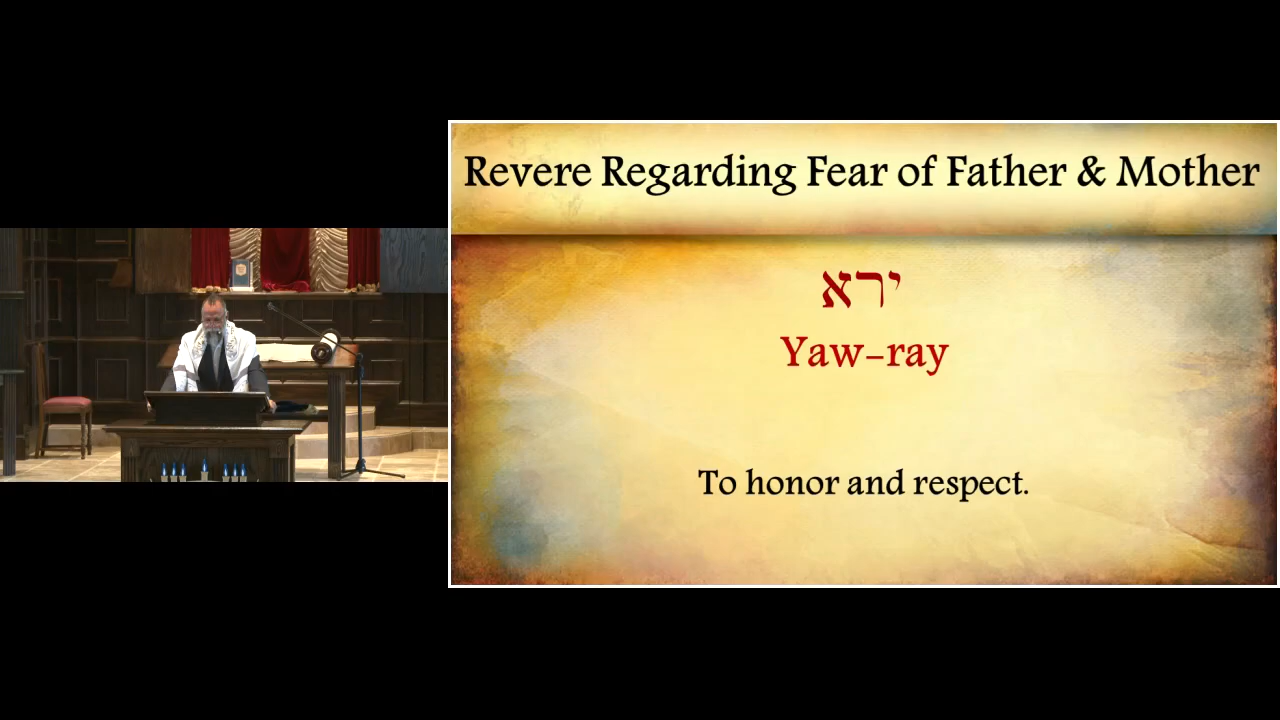 Revere Regarding Fear of Father & Mother
ירא
Yaw-ray
To honor and respect.